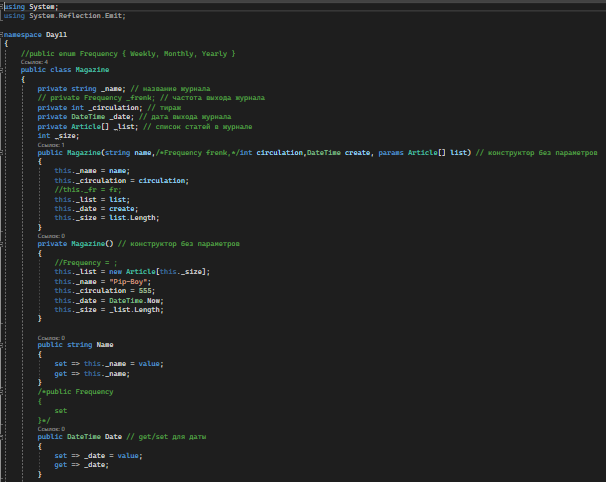 using System;
using System.Reflection.Emit;
namespace Day11
{
//public enum Frequency { Weekly, Monthly, Yearly }
Ссылок: 4
public class Magazine
{
private string _name; // название журнала
// private Frequency _frenk; // частота выхода журнала
private int _circulation; // тираж
private DateTime _date; // дата выхода журнала
private Article[] _list; // список статей в журнале
int _size;
Ссылок: 1
public Magazine(string name,/*Frequency frenk,*/int circulation,DateTime create, params Article[] list) // конструктор без параметров
{
this._name = name;
this._circulation = circulation;
//this._fr = fr;
this._list = list;
this._date = create;
this._size = list.Length;
}
Ссылок: 0
private Magazine() // конструктор без параметров
{
//Frequency = ;
this._list = new Article[this._size];
this._name = "Pip-Boy";
this._circulation = 555;
this._date = DateTime.Now;
this._size = _list.Length;
}
Ссылок: 0
public string Name
{
set => this._name = value;
get => this._name;
}
/*public Frequency
{
set
}*/
Ссылок: 0
public DateTime Date // get/set для даты
{
set => _date = value;
get => _date;
}